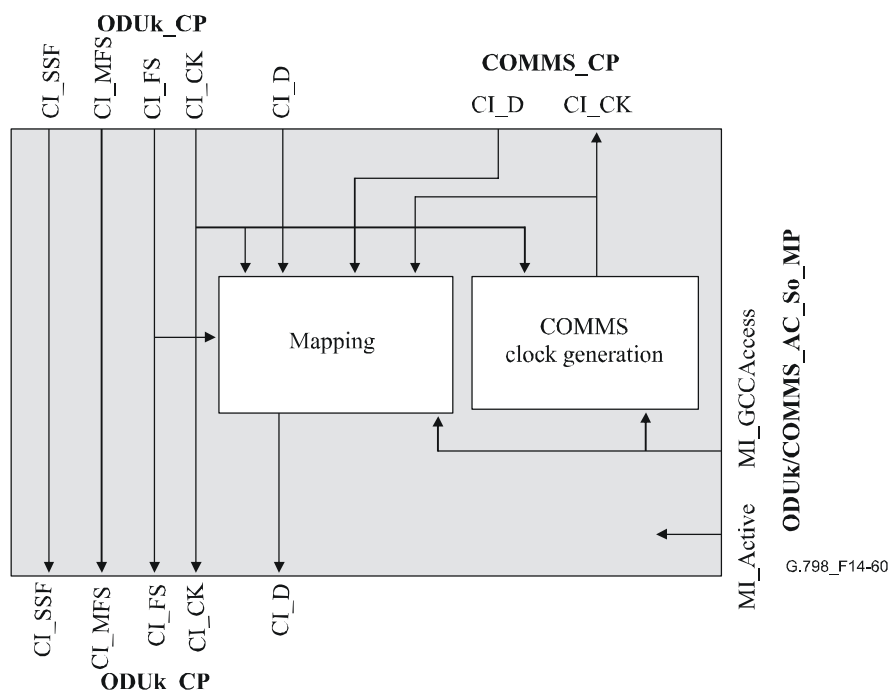 ODUk_CP
CI_SSF
CI_MFS
CI_FS
CI_CK
CI_D
COMMS_CP
CI_D
CI_CK
Mapping
COMMS
clock generation
MI_GCCAccess
MI_Active
ODUk/COMMS_AC_So_MP
G.798_F14-60
CI_SSF
CI_MFS
CI_FS
CI_CK
CI_D
ODUk_CP